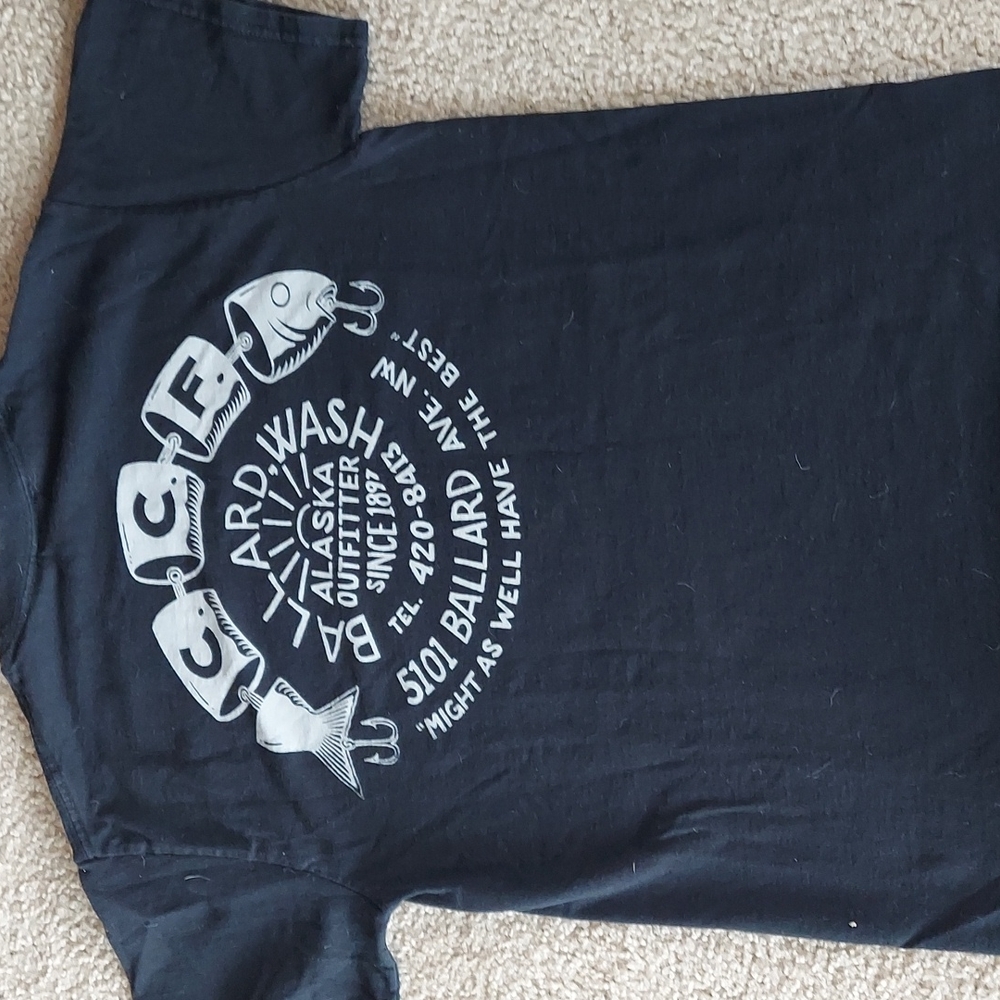 C C F
BALLARD, WASH
ALASKA
OUTFITTER
SINCE 1897
TEL. 420-8413
5101 BALLARD AVE. NW
"MIGHT AS WELL HAVE THE BEST"